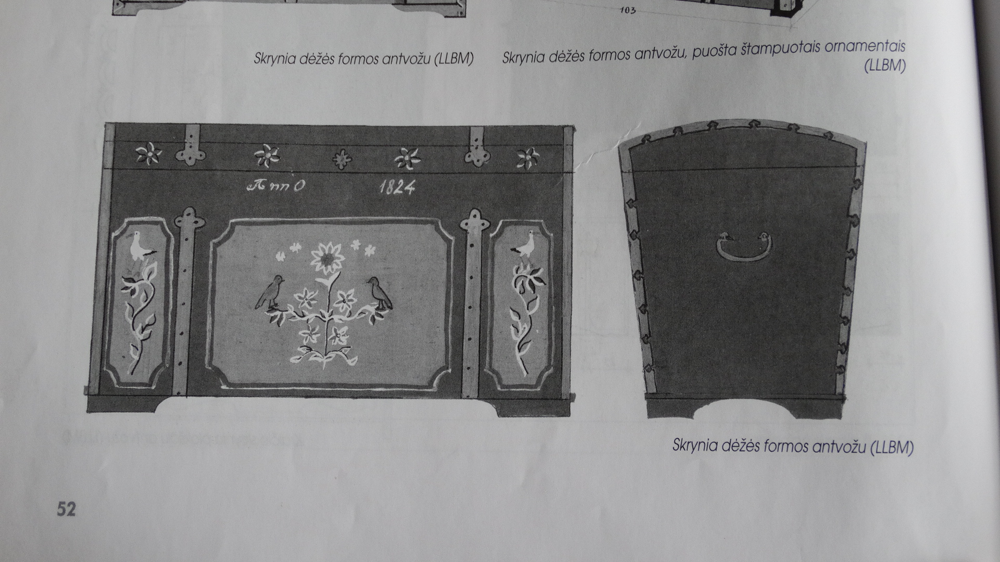 103
Skrynia dėžės formos antvožu (LLBM)
Skrynia dėžės formos antvožu, puošta štampuotais ornamentais
(LLBM)
Anno 1824
Skrynia dėžės formos antvožu (LLBM)
52